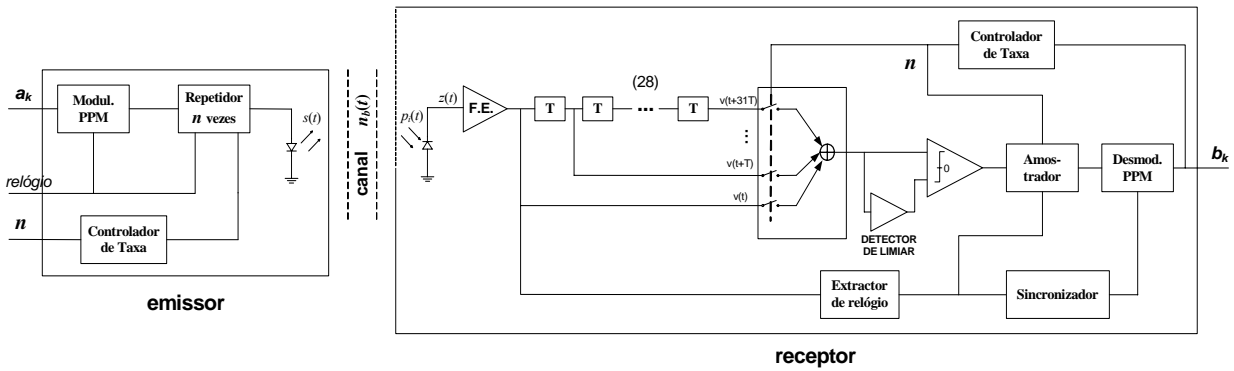 a_k
Modul.
PPM
Repetidor
n vezes
s(t)
relógio
n
Controlador
de Taxa
emissor
canal n_b(t)
p_i(t)
z(t)
F.E.
T
T
(28)
...
T
v(t+31T)
...
v(t+T)
v(t)
n
Controlador
de Taxa
0
DETECTOR
DE LIMIAR
Amos-
trador
Desmod.
PPM
b_k
Extractor
de relógio
Sincronizador
receptor